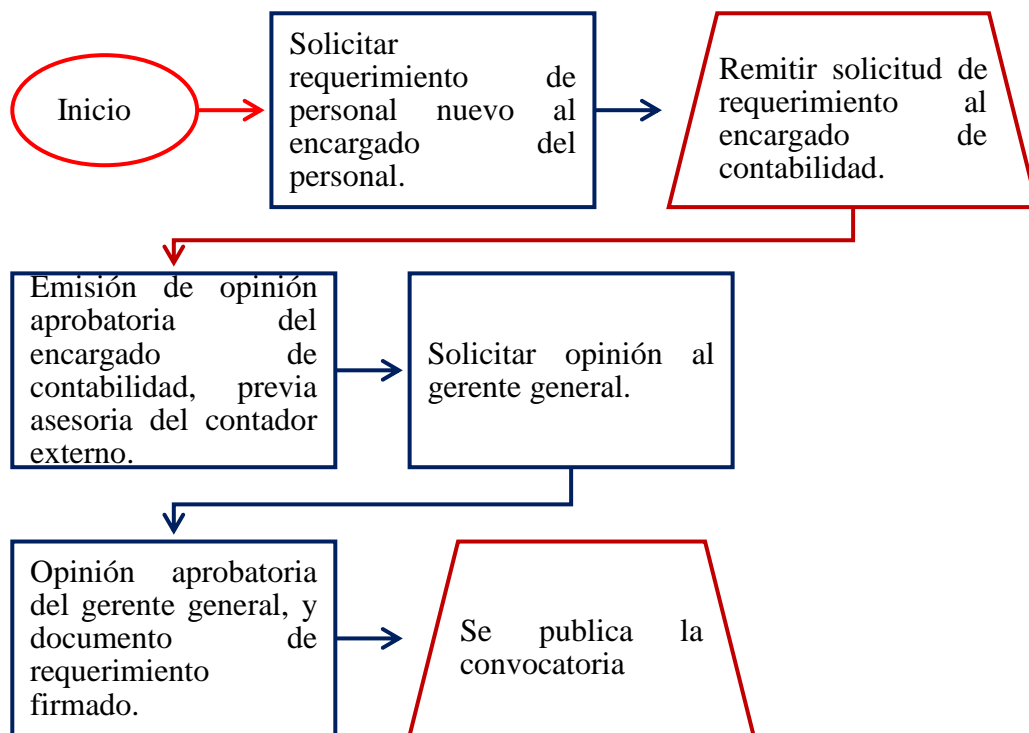 Inicio
Solicitar
requerimiento de
personal nuevo al
encargado del
personal.
Remitir solicitud de
requerimiento al
encargado de
contabilidad.
Emisión de opinión
aprobatoria del
encargado de
contabilidad, previa
asesoria del contador
externo.
Solicitar opinión al
gerente general.
Opinión aprobatoria
del gerente general, y
documento de
requerimiento
firmado.
Se publica la
convocatoria